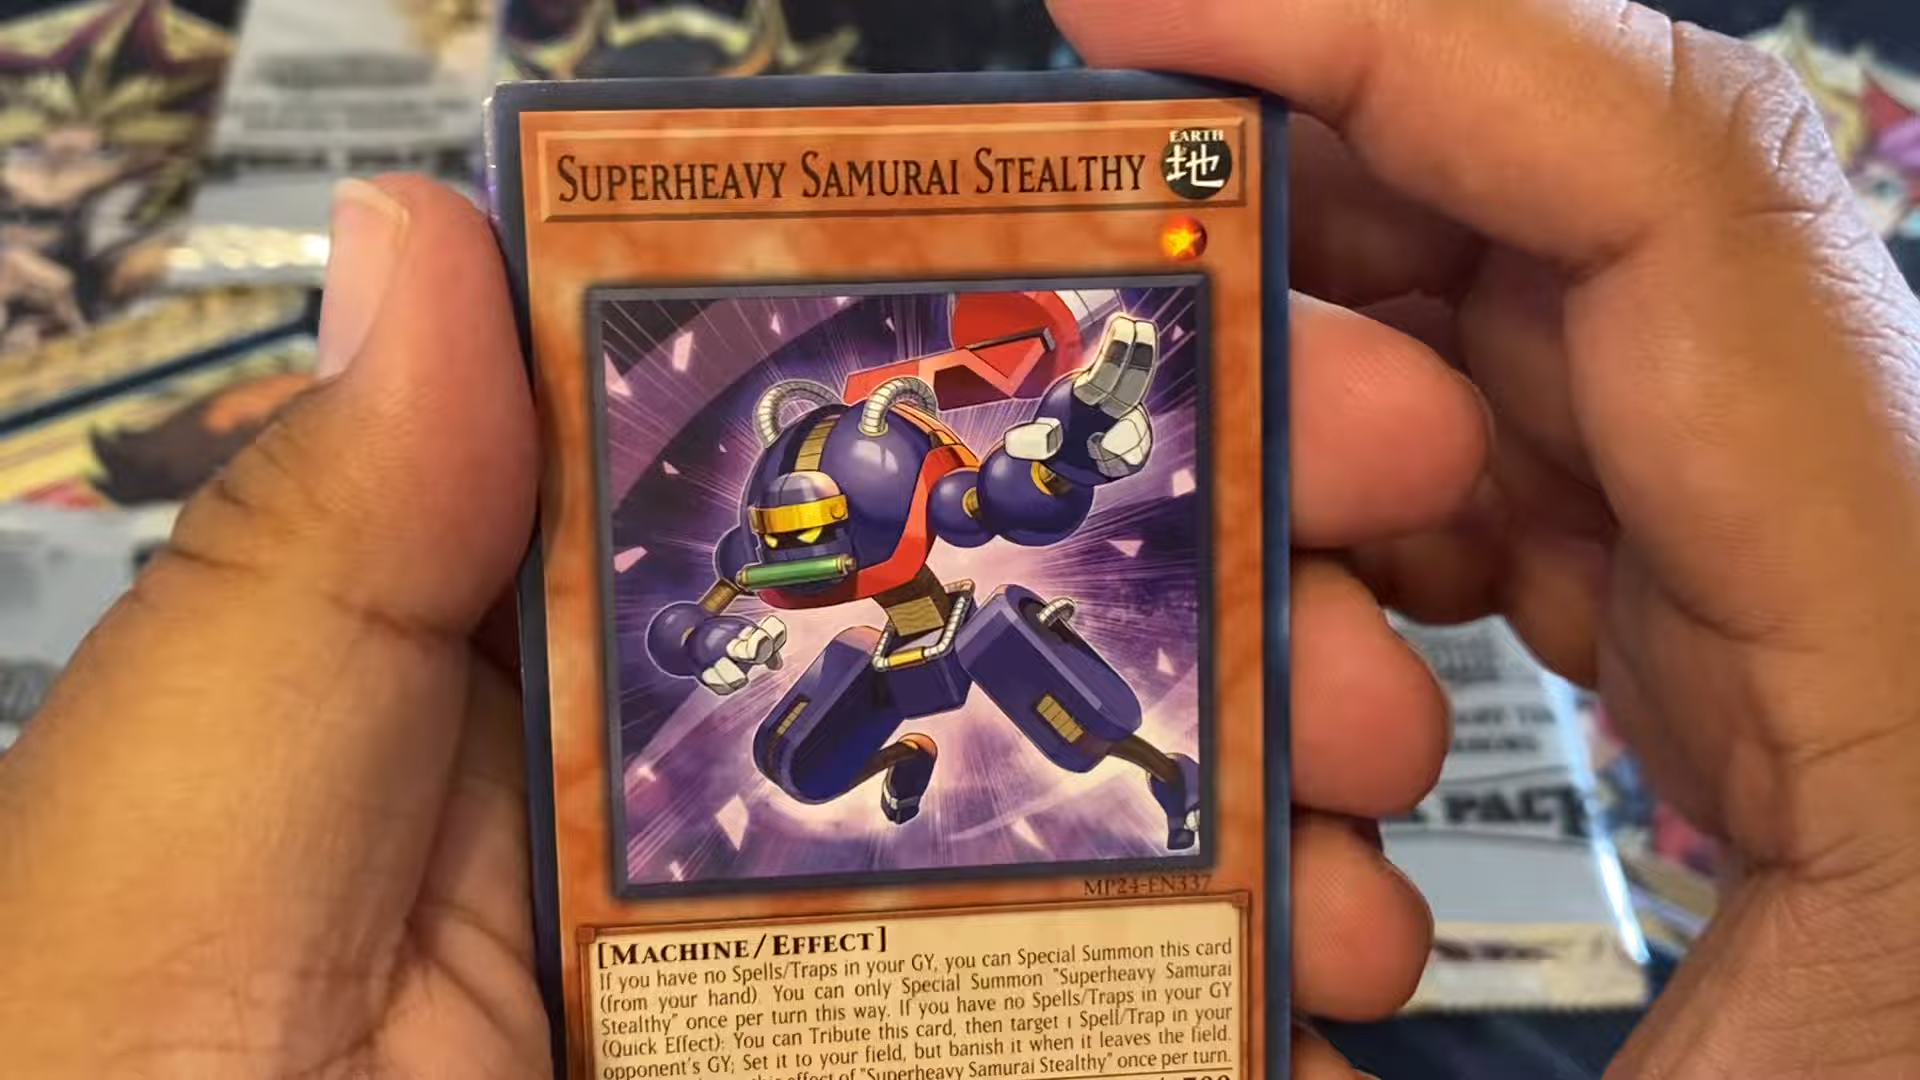 SUPERHEAVY SAMURAI STEALTHY
EARTH
地
MP24-EN337
[MACHINE/EFFECT]
If you have no Spells/Traps in your GY, you can Special Summon this card
(from your hand). You can only Special Summon "Superheavy Samurai
Stealthy" once per turn this way. If you have no Spells/Traps in your GY
(Quick Effect): You can Tribute this card, then target 1 Spell/Trap in your
opponent's GY; Set it to your field, but banish it when it leaves the field.
this effect of "Superheavy Samurai Stealthy" once per turn.
PACK